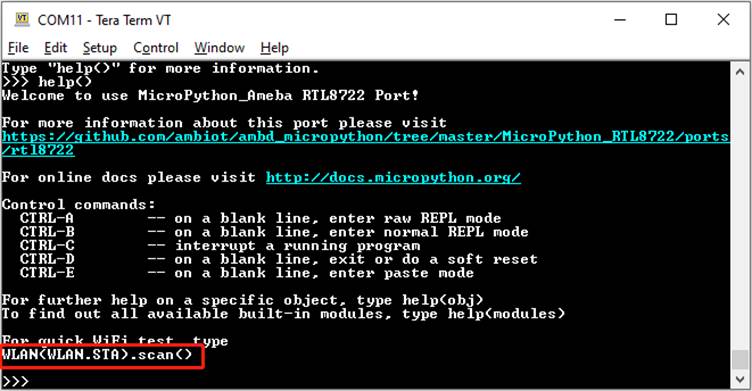 COM11 - Tera Term VT
File Edit Setup Control Window Help
Type "help()" for more information.
>>> help()
Welcome to use MicroPython_Ameba RTL8722 Port!
For more information about this port please visit
https://github.com/ambiot/ambd_micropython/tree/master/MicroPython_RTL8722/ports
/rtl8722
For online docs please visit http://docs.micropython.org/
Control commands:
CTRL-A -- on a blank line, enter raw REPL mode
CTRL-B -- on a blank line, enter normal REPL mode
CTRL-C -- interrupt a running program
CTRL-D -- on a blank line, exit or do a soft reset
CTRL-E -- on a blank line, enter paste mode
For further help on a specific object, type help(obj)
To find out all available built-in modules, type help(modules)
For quick WiFi test, type
WLAN(WLAN.STA).scan()
>>>